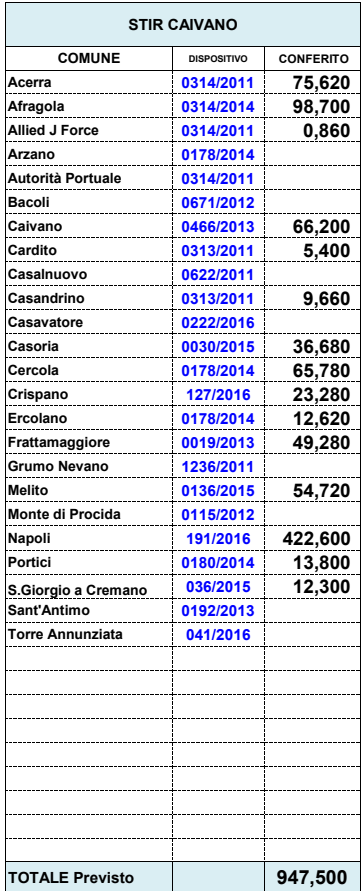 STIR CAIVANO
COMUNE DISPOSITIVO CONFERITO
Acerra 0314/2011 75,620
Afragola 0314/2014 98,700
Allied J Force 0314/2011 0,860
Arzano 0178/2014
Autorità Portuale 0314/2011
Bacoli 0671/2012
Caivano 0466/2013 66,200
Cardito 0313/2011 5,400
Casalnuovo 0622/2011
Casandrino 0313/2011 9,660
Casavatore 0222/2016
Casoria 0030/2015 36,680
Cercola 0178/2014 65,780
Crispano 127/2016 23,280
Ercolano 0178/2014 12,620
Frattamaggiore 0019/2013 49,280
Grumo Nevano 1236/2011
Melito 0136/2015 54,720
Monte di Procida 0115/2012
Napoli 191/2016 422,600
Portici 0180/2014 13,800
S.Giorgio a Cremano 036/2015 12,300
Sant'Antimo 0192/2013
Torre Annunziata 041/2016
TOTALE Previsto 947,500